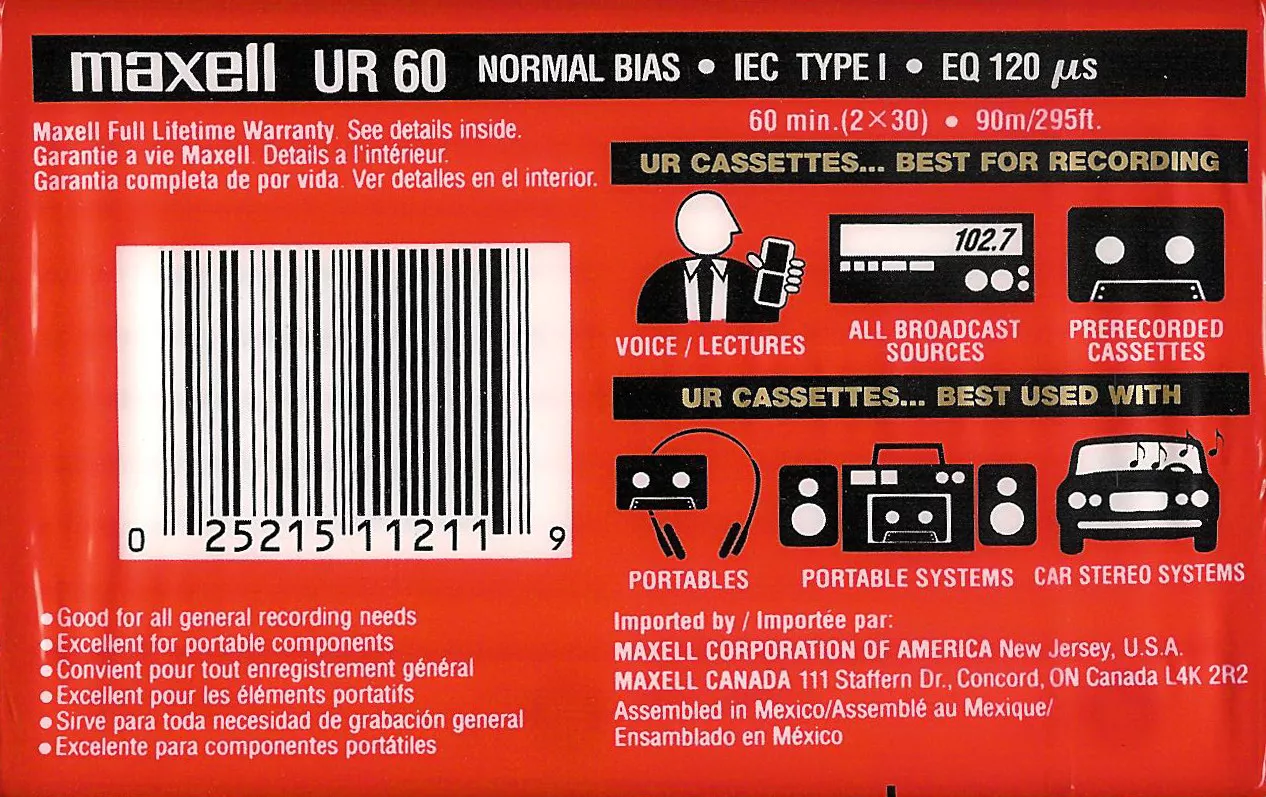 maxell UR 60 NORMAL BIAS • IEC TYPE I • EQ 120 µs
Maxell Full Lifetime Warranty. See details inside.
Garantie a vie Maxell. Details a l'intérieur.
Garantia completa de por vida. Ver detalles en el interior.
60 min.(2×30) • 90m/295ft.
UR CASSETTES... BEST FOR RECORDING
102.7
VOICE / LECTURES
ALL BROADCAST
SOURCES
PRERECORDED
CASSETTES
UR CASSETTES... BEST USED WITH
PORTABLES
PORTABLE SYSTEMS
CAR STEREO SYSTEMS
0 25215 11211 9
• Good for all general recording needs
• Excellent for portable components
• Convient pour tout enregistrement général
• Excellent pour les éléments portatifs
• Sirve para toda necesidad de grabación general
• Excelente para componentes portátiles
Imported by / Importée par:
MAXELL CORPORATION OF AMERICA New Jersey, U.S.A.
MAXELL CANADA 111 Staffern Dr., Concord, ON Canada L4K 2R2
Assembled in Mexico/Assemblé au Mexique/
Ensamblado en México